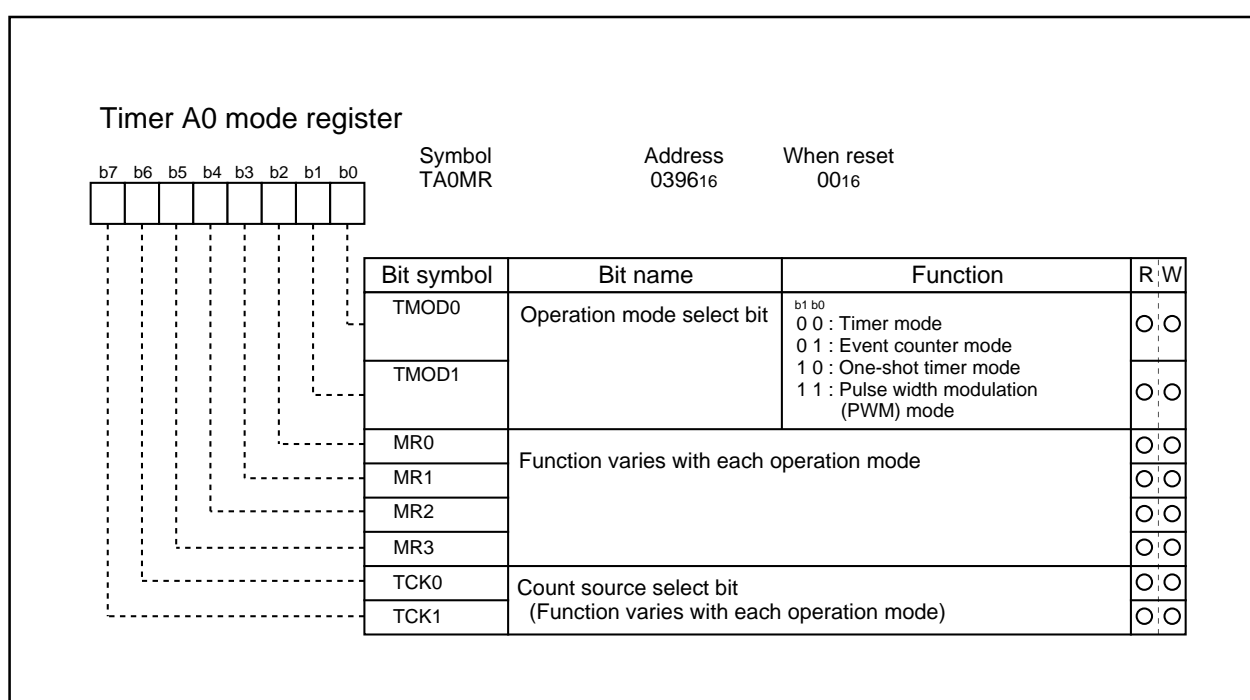 Timer A0 mode register
Symbol Address When reset
TA0MR 039616 0016
b7 b6 b5 b4 b3 b2 b1 b0
Bit symbol Bit name Function R W
TMOD0 Operation mode select bit
b1 b0
0 0 : Timer mode
0 1 : Event counter mode
TMOD1
1 0 : One-shot timer mode
1 1 : Pulse width modulation
(PWM) mode
MR0
Function varies with each operation mode
MR1
MR2
MR3
TCK0
Count source select bit
TCK1
(Function varies with each operation mode)